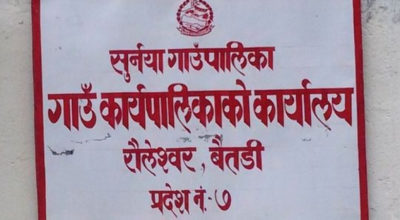 सुर्नया गाउँपालिका
गाउँ कार्यपालिकाको कार्यालय
रौलेश्वर, बैतडी
प्रदेश नं. ७